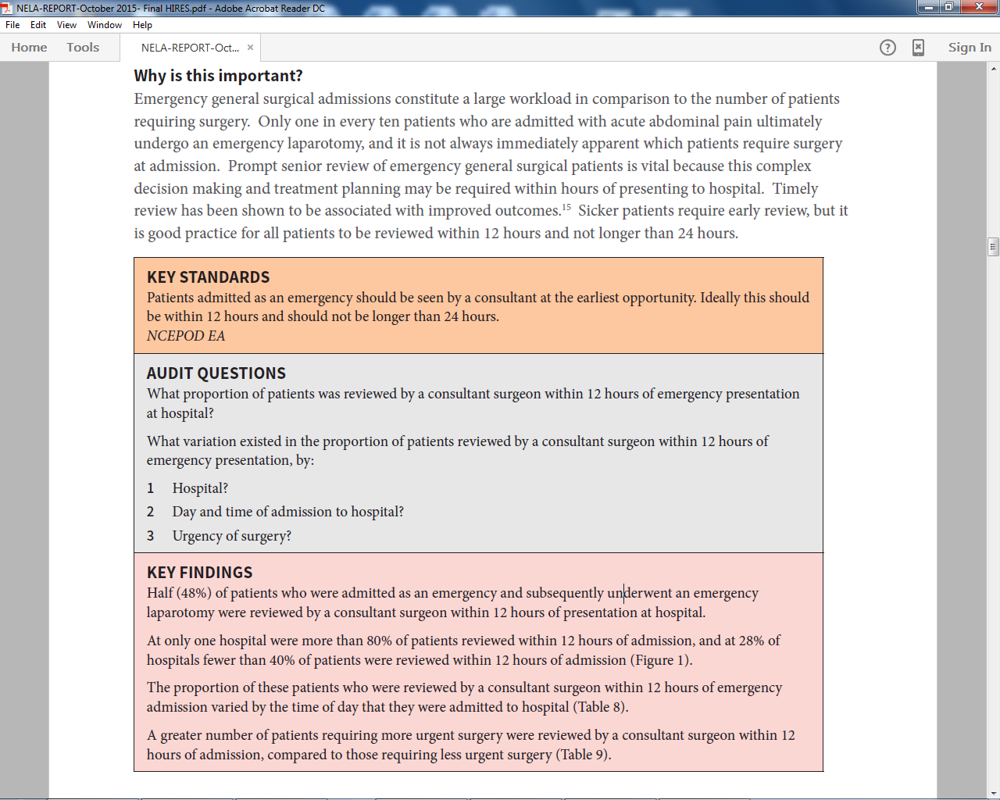 NELA-REPORT-October 2015- Final HIRES.pdf - Adobe Acrobat Reader DC
File Edit View Window Help
Home Tools NELA-REPORT-Oct... × ? Sign In
Why is this important?
Emergency general surgical admissions constitute a large workload in comparison to the number of patients
requiring surgery. Only one in every ten patients who are admitted with acute abdominal pain ultimately
undergo an emergency laparotomy, and it is not always immediately apparent which patients require surgery
at admission. Prompt senior review of emergency general surgical patients is vital because this complex
decision making and treatment planning may be required within hours of presenting to hospital. Timely
review has been shown to be associated with improved outcomes.15 Sicker patients require early review, but it
is good practice for all patients to be reviewed within 12 hours and not longer than 24 hours.
KEY STANDARDS
Patients admitted as an emergency should be seen by a consultant at the earliest opportunity. Ideally this should
be within 12 hours and should not be longer than 24 hours.
NCEPOD EA
AUDIT QUESTIONS
What proportion of patients was reviewed by a consultant surgeon within 12 hours of emergency presentation
at hospital?
What variation existed in the proportion of patients reviewed by a consultant surgeon within 12 hours of
emergency presentation, by:
1 Hospital?
2 Day and time of admission to hospital?
3 Urgency of surgery?
KEY FINDINGS
Half (48%) of patients who were admitted as an emergency and subsequently underwent an emergency
laparotomy were reviewed by a consultant surgeon within 12 hours of presentation at hospital.
At only one hospital were more than 80% of patients reviewed within 12 hours of admission, and at 28% of
hospitals fewer than 40% of patients were reviewed within 12 hours of admission (Figure 1).
The proportion of these patients who were reviewed by a consultant surgeon within 12 hours of emergency
admission varied by the time of day that they were admitted to hospital (Table 8).
A greater number of patients requiring more urgent surgery were reviewed by a consultant surgeon within 12
hours of admission, compared to those requiring less urgent surgery (Table 9).